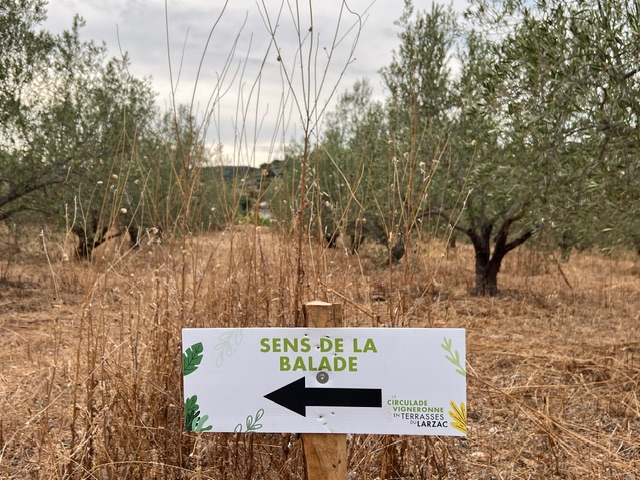 SENS DE LA
BALADE
LA
CIRCULADE
VIGNERONNE
EN TERRASSES
DU LARZAC